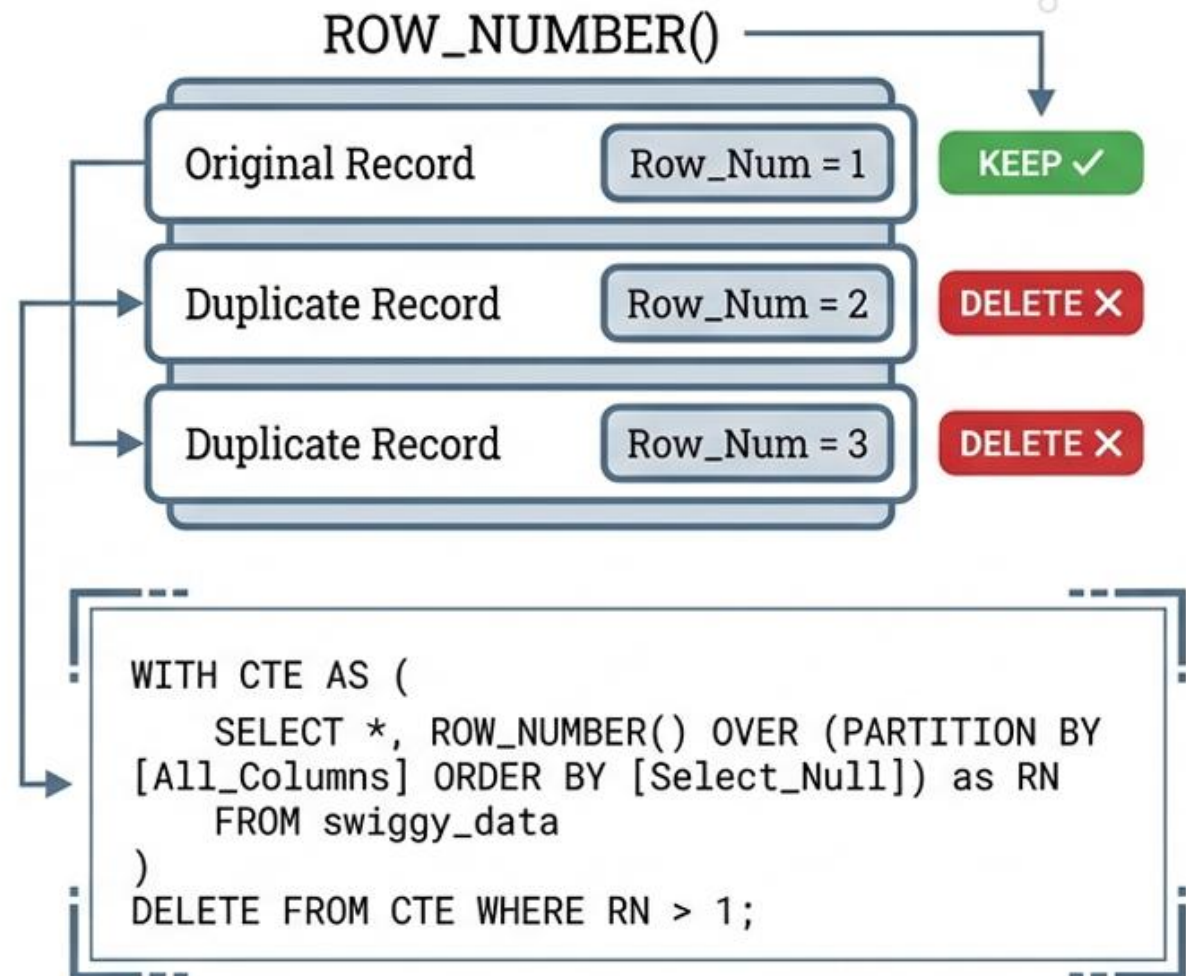 ROW_NUMBER()
Original Record Row_Num = 1 KEEP ✓
Duplicate Record Row_Num = 2 DELETE ✕
Duplicate Record Row_Num = 3 DELETE ✕
WITH CTE AS (
    SELECT *, ROW_NUMBER() OVER (PARTITION BY
[All_Columns] ORDER BY [Select_Null]) as RN
    FROM swiggy_data
)
DELETE FROM CTE WHERE RN > 1;